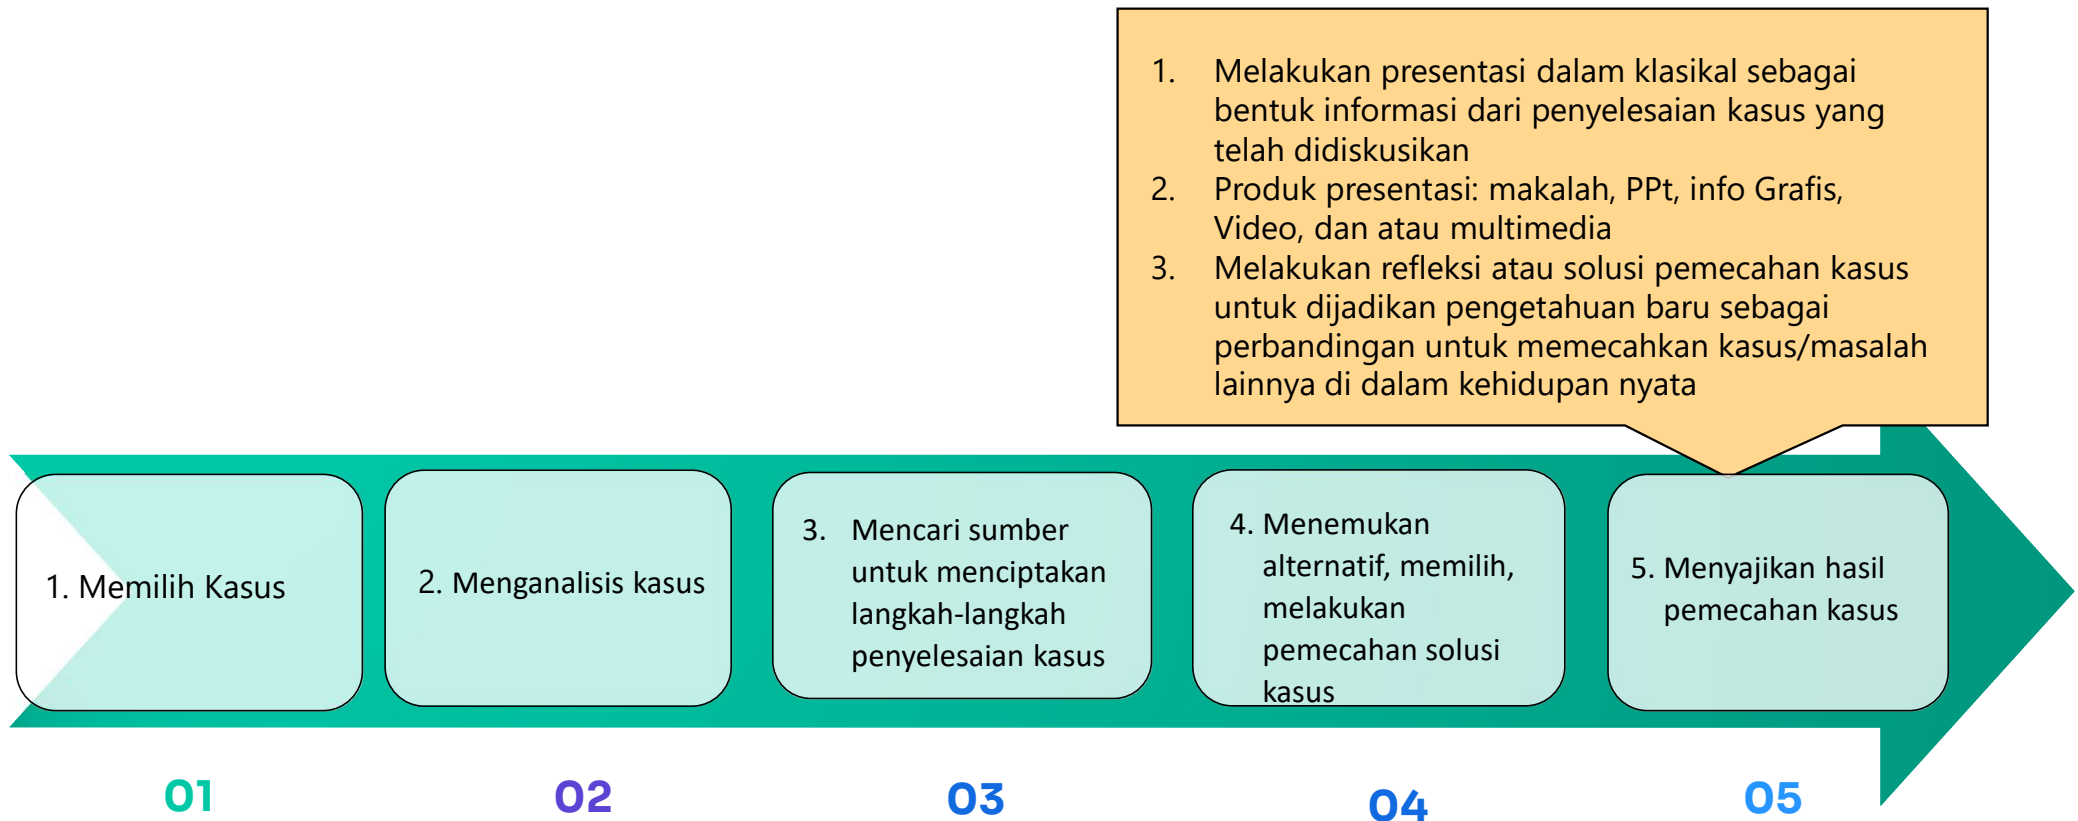 1. Melakukan presentasi dalam klasikal sebagai
bentuk informasi dari penyelesaian kasus yang
telah didiskusikan
2. Produk presentasi: makalah, PPt, info Grafis,
Video, dan atau multimedia
3. Melakukan refleksi atau solusi pemecahan kasus
untuk dijadikan pengetahuan baru sebagai
perbandingan untuk memecahkan kasus/masalah
lainnya di dalam kehidupan nyata
1. Memilih Kasus
2. Menganalisis kasus
3. Mencari sumber
untuk menciptakan
langkah-langkah
penyelesaian kasus
4. Menemukan
alternatif, memilih,
melakukan
pemecahan solusi
kasus
5. Menyajikan hasil
pemecahan kasus
01
02
03
04
05